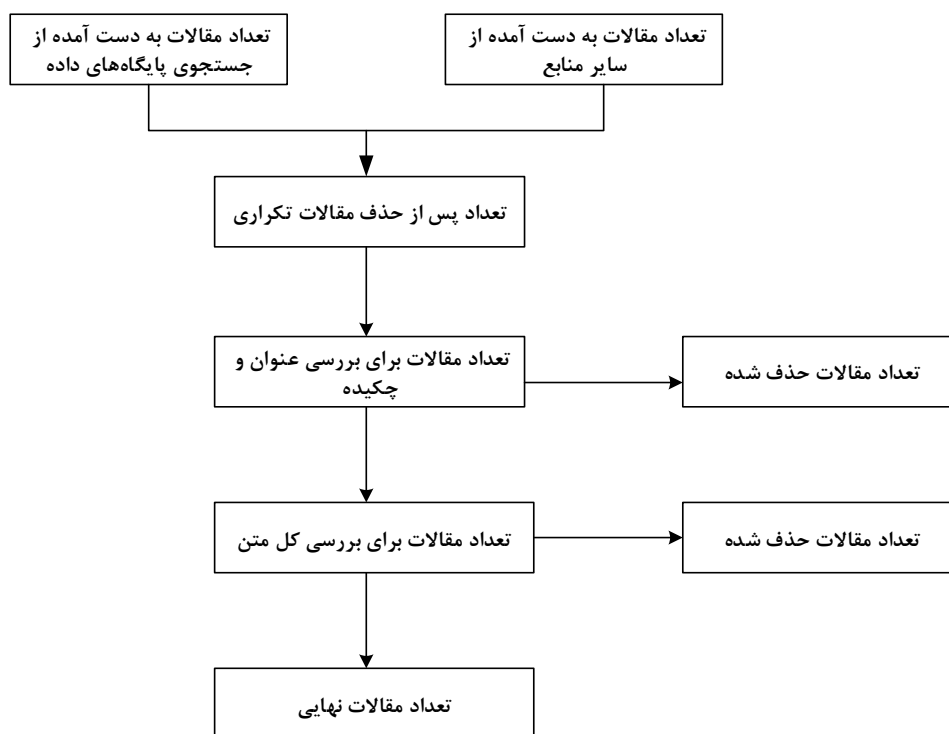 تعداد مقالات به دست آمده از
سایر منابع
تعداد مقالات به دست آمده از
جستجوی پایگاه‌های داده
تعداد پس از حذف مقالات تکراری
تعداد مقالات برای بررسی عنوان و
چکیده
تعداد مقالات حذف شده
تعداد مقالات برای بررسی کل متن
تعداد مقالات حذف شده
تعداد مقالات نهایی